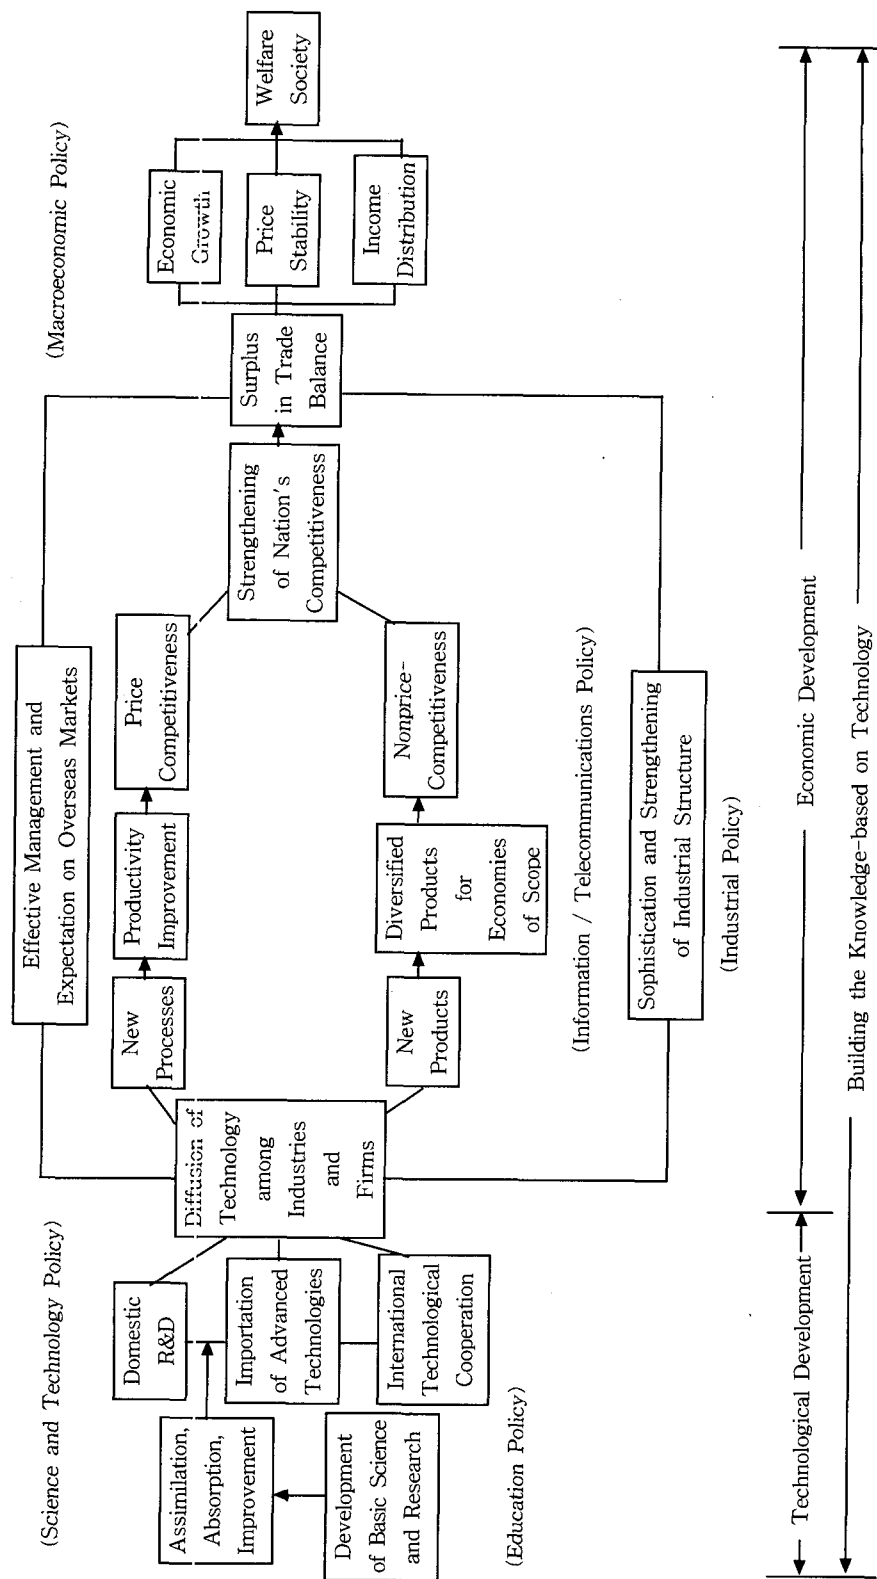 (Science and Technology Policy)
(Macroeconomic Policy)
Effective Management and
Expectation on Overseas Markets
Domestic
R&D
Assimilation,
Absorption,
Improvement
Importation
of Advanced
Technologies
Development
of Basic Science
and Research
International
Technological
Cooperation
(Education Policy)
Diffusion of
Technology
among
Industries
and
Firms
New
Processes
Productivity
Improvement
Price
Competitiveness
New
Products
Diversified
Products
for
Economies
of Scope
Nonprice-
Competitiveness
Strengthening
of Nation's
Competitiveness
Surplus
in Trade
Balance
Economic
Growth
Price
Stability
Income
Distribution
Welfare
Society
(Information / Telecommunications Policy)
Sophistication and Strengthening
of Industrial Structure
(Industrial Policy)
Technological Development
Economic Development
Building the Knowledge-based on Technology